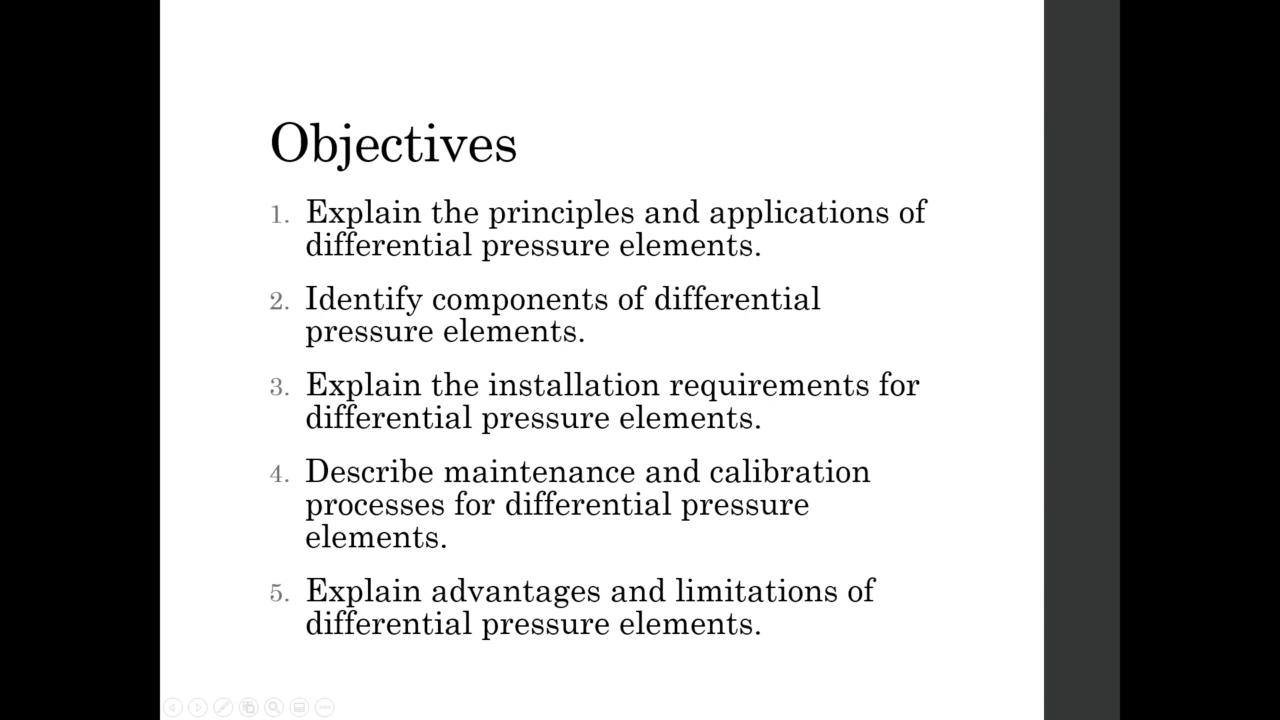 Objectives
1. Explain the principles and applications of
differential pressure elements.
2. Identify components of differential
pressure elements.
3. Explain the installation requirements for
differential pressure elements.
4. Describe maintenance and calibration
processes for differential pressure
elements.
5. Explain advantages and limitations of
differential pressure elements.